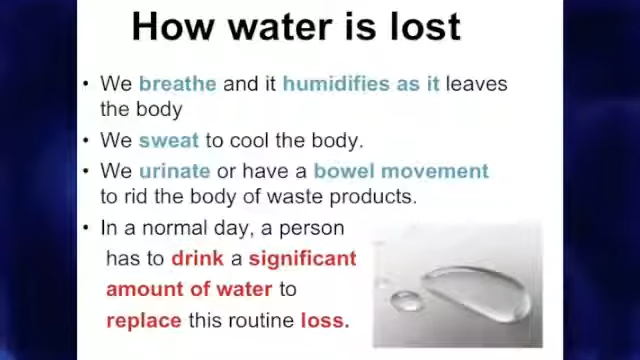 How water is lost
• We breathe and it humidifies as it leaves
the body
• We sweat to cool the body.
• We urinate or have a bowel movement
to rid the body of waste products.
• In a normal day, a person
has to drink a significant
amount of water to
replace this routine loss.